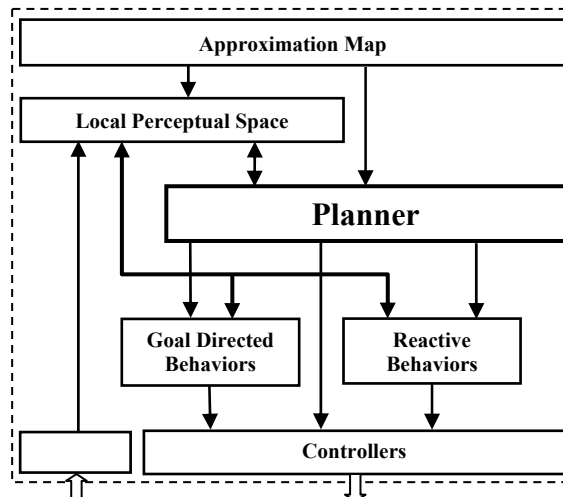 Approximation Map
Local Perceptual Space
Planner
Goal Directed
Behaviors
Reactive
Behaviors
Controllers